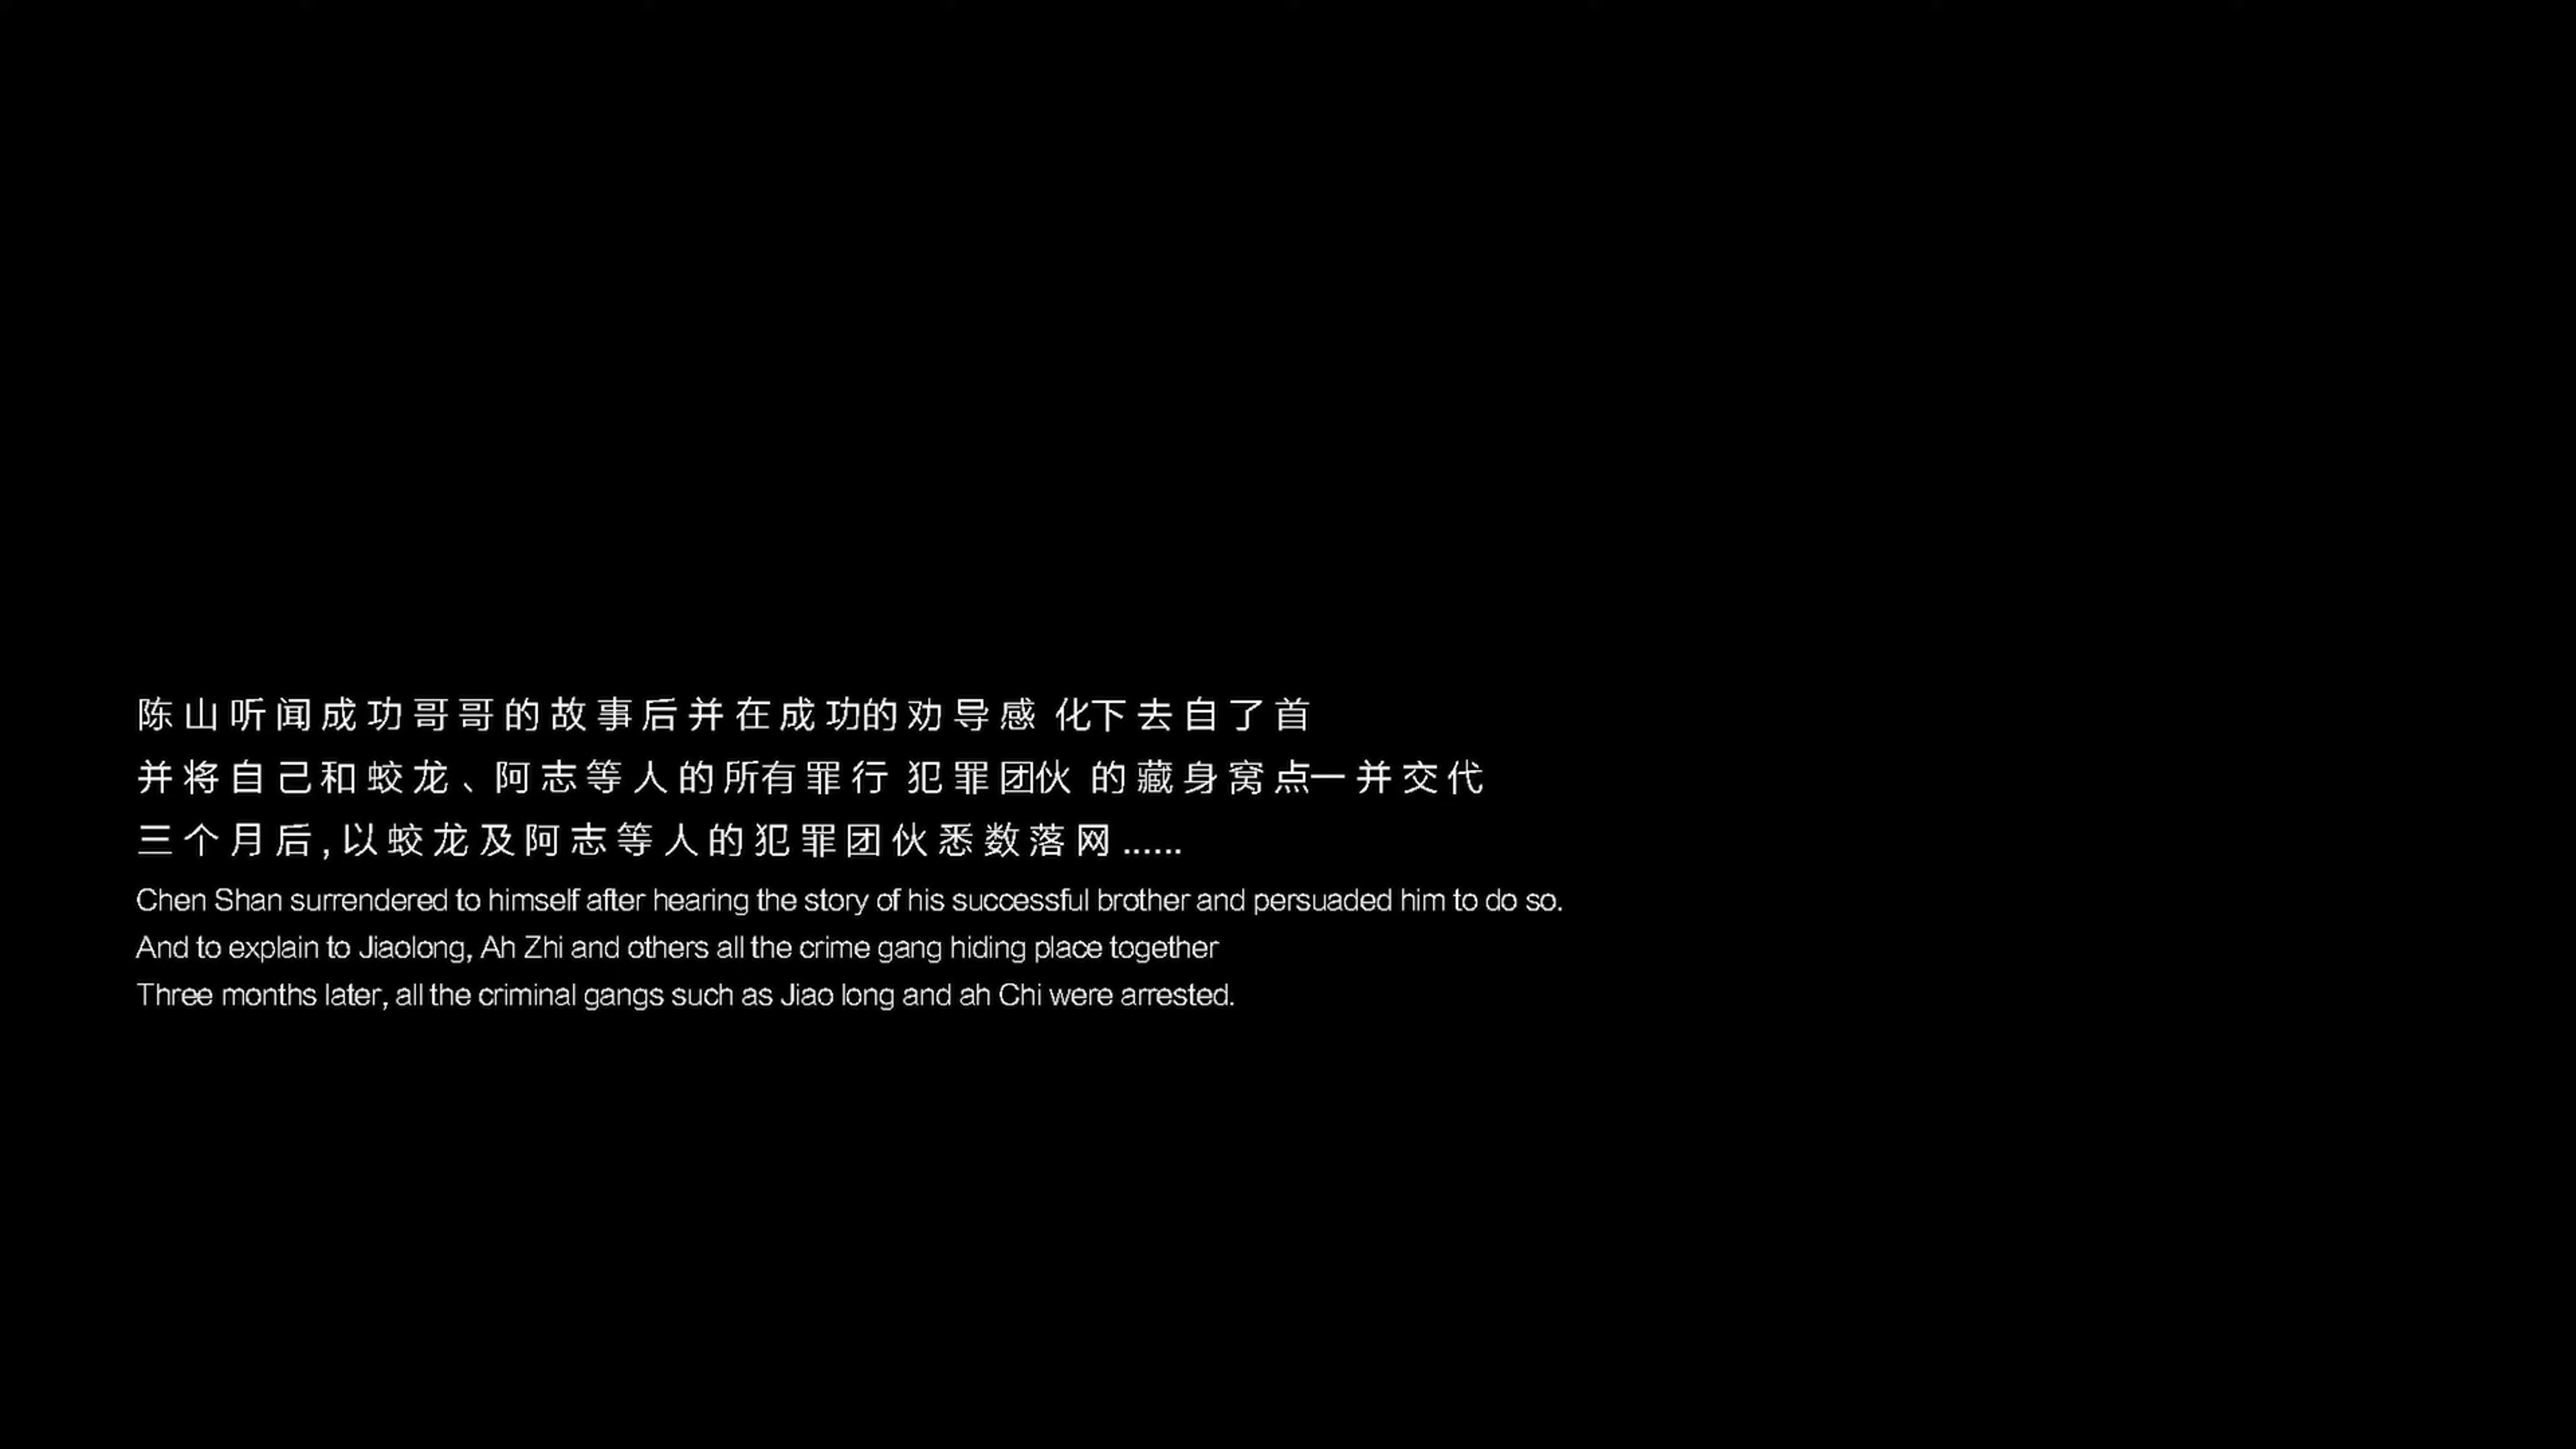 陈山听闻成功哥哥的故事后并在成功的劝导感 化下去自了首
并将自己和蛟龙、阿志等人的所有罪行 犯罪团伙 的藏身窝点一并交代
三个月后,以蛟龙及阿志等人的犯罪团伙悉数落网......
Chen Shan surrendered to himself after hearing the story of his successful brother and persuaded him to do so.
And to explain to Jiaolong, Ah Zhi and others all the crime gang hiding place together
Three months later, all the criminal gangs such as Jiao long and ah Chi were arrested.